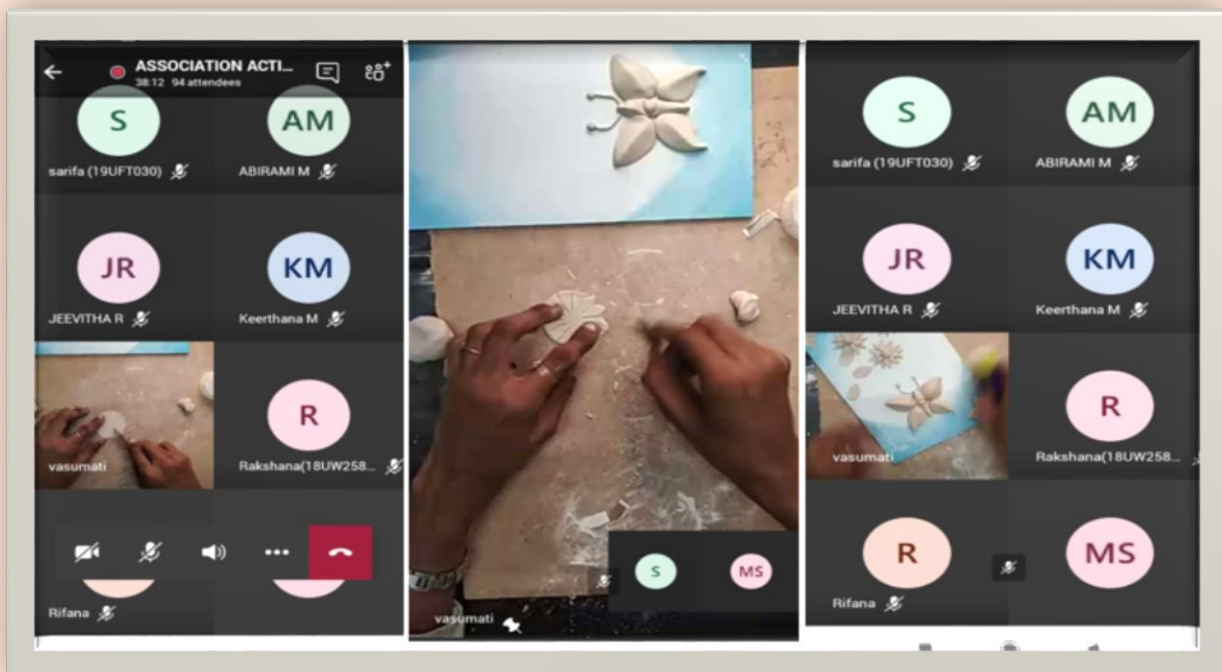 ASSOCIATION ACTI...
38:12 94 attendees
S
AM
sarifa (19UFT030)
ABIRAMI M
JR
KM
JEEVITHA R
Keerthana M
R
vasumati
Rakshana(18UW258...
Rifana
S
MS
vasumati
S
AM
sarifa (19UFT030)
ABIRAMI M
JR
KM
JEEVITHA R
Keerthana M
R
vasumati
Rakshana(18UW258...
R
MS
Rifana